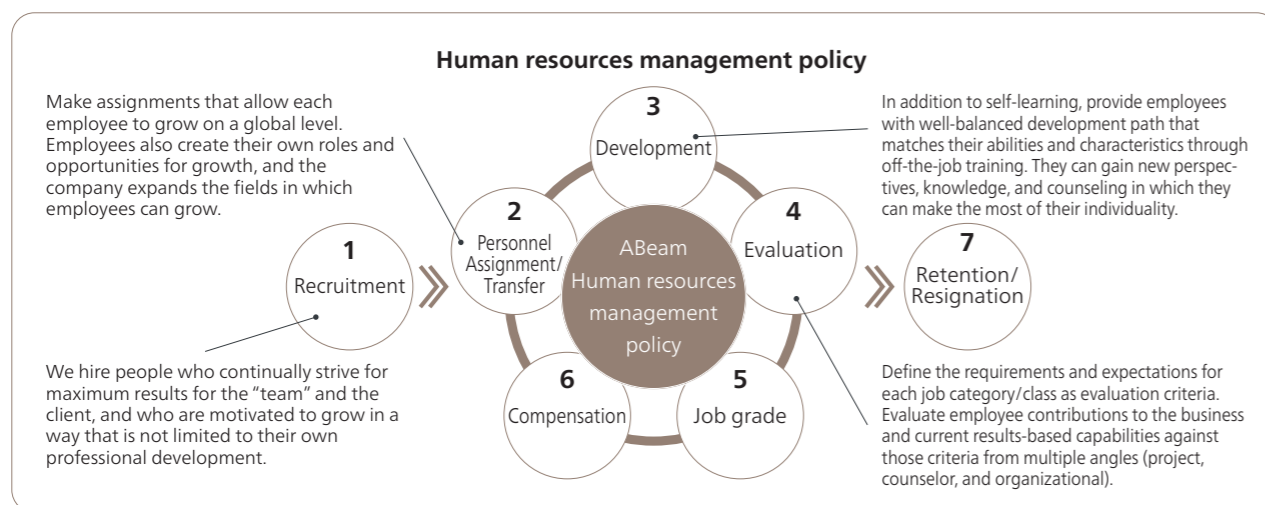 Human resources management policy
Make assignments that allow each
employee to grow on a global level.
Employees also create their own roles and
opportunities for growth, and the
company expands the fields in which
employees can grow.
1
Recruitment
We hire people who continually strive for
maximum results for the “team” and the
client, and who are motivated to grow in a
way that is not limited to their own
professional development.
2
Personnel
Assignment/
Transfer
3
Development
In addition to self-learning, provide employees
with well-balanced development path that
matches their abilities and characteristics through
off-the-job training. They can gain new perspec-
tives, knowledge, and counseling in which they
can make the most of their individuality.
4
Evaluation
ABeam
Human resources
management
policy
6
Compensation
5
Job grade
7
Retention/
Resignation
Define the requirements and expectations for
each job category/class as evaluation criteria.
Evaluate employee contributions to the business
and current results-based capabilities against
those criteria from multiple angles (project,
counselor, and organizational).